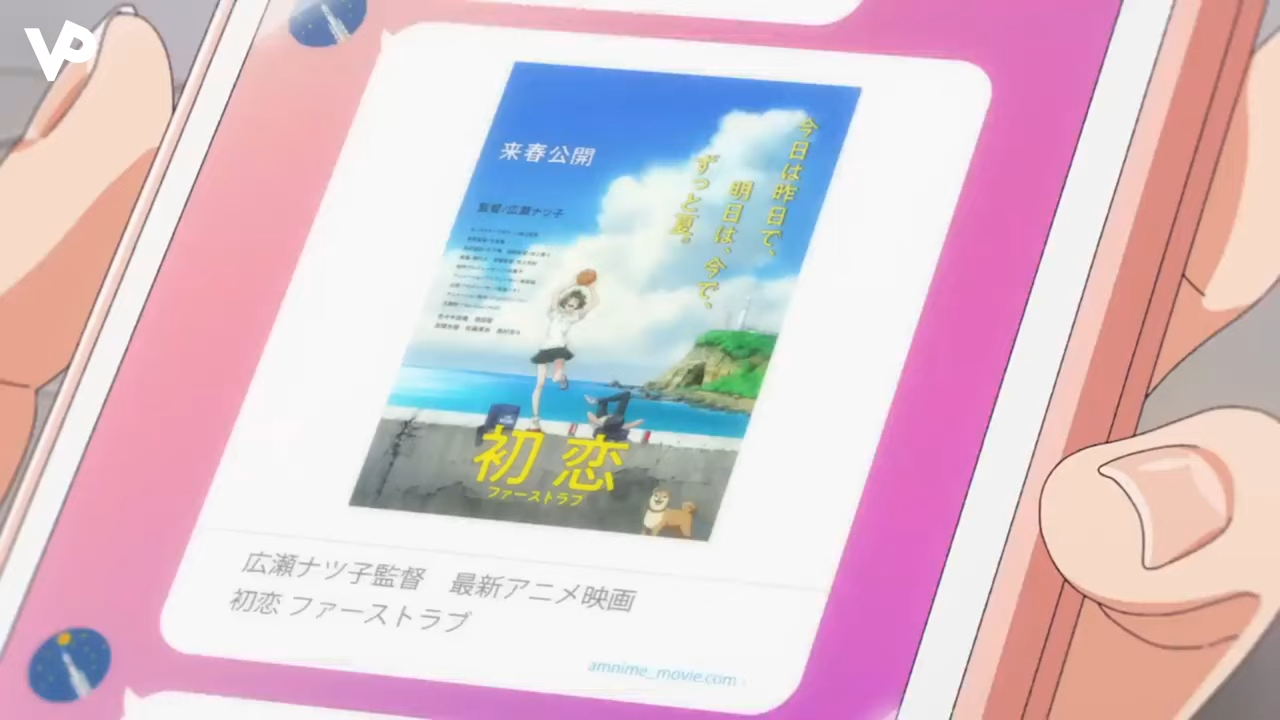 VP
来春公開
監督/広瀬ナツ子
今日は昨日で、
明日は、今で、
ずっと夏。
初恋
ファーストラブ
広瀬ナツ子監督　最新アニメ映画
初恋 ファーストラブ
amnime_movie.com